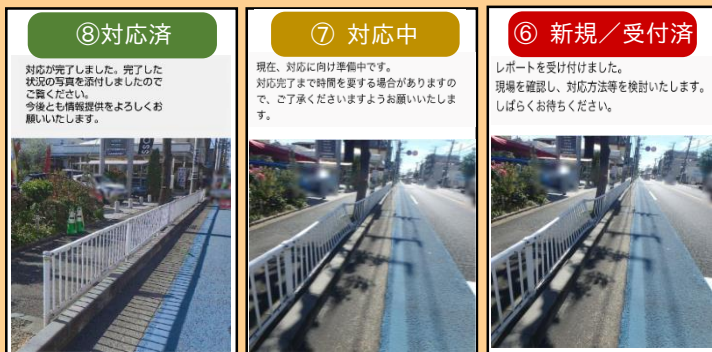 ⑧対応済
対応が完了しました。完了した
状況の写真を添付しましたので
ご覧ください。
今後とも情報提供をよろしくお
願いいたします。
⑦ 対応中
現在、対応に向け準備中です。
対応完了まで時間を要する場合がありますの
で、ご了承くださいますようお願いいたしま
す。
⑥ 新規／受付済
レポートを受け付けました。
現場を確認し、対応方法等を検討いたします。
しばらくお待ちください。